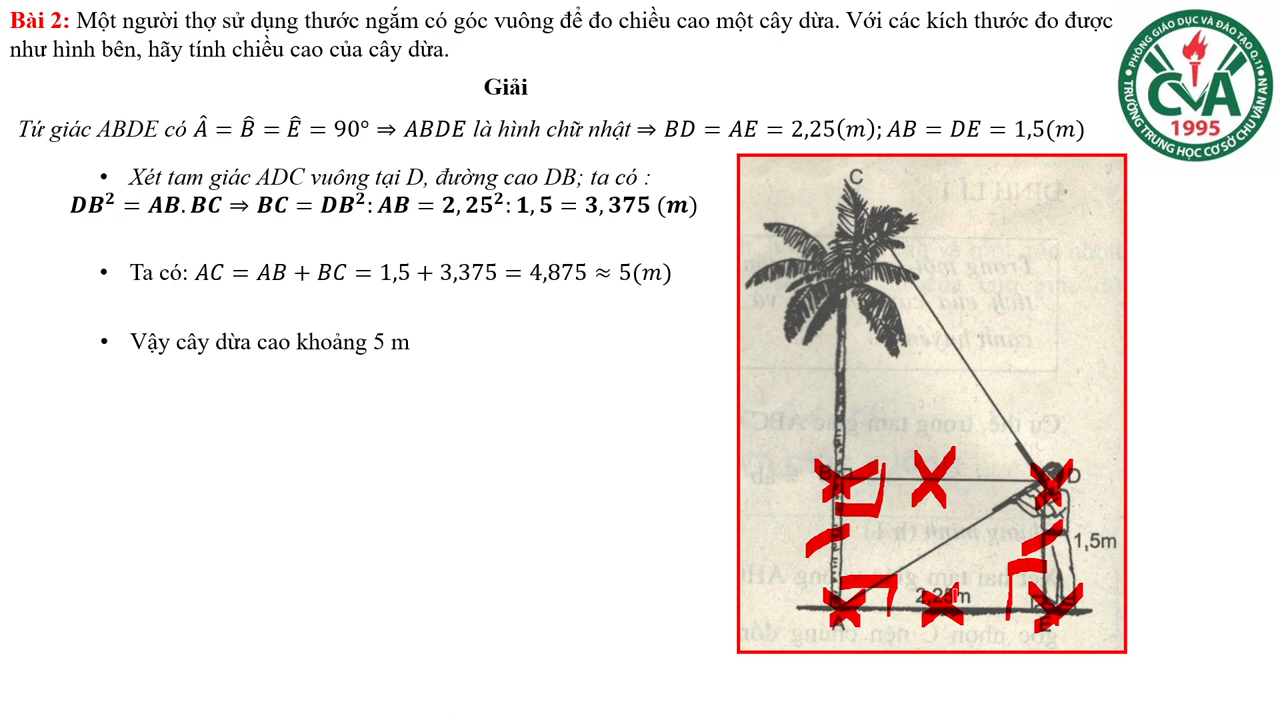 Bài 2: Một người thợ sử dụng thước ngắm có góc vuông để đo chiều cao một cây dừa. Với các kích thước đo được
như hình bên, hãy tính chiều cao của cây dừa.
Giải
Tứ giác ABDE có Â = B̂ = Ê = 90° ⇒ ABDE là hình chữ nhật ⇒ BD = AE = 2,25(m); AB = DE = 1,5(m)
• Xét tam giác ADC vuông tại D, đường cao DB; ta có :
DB² = AB. BC ⇒ BC = DB²: AB = 2, 25²: 1, 5 = 3, 375 (m)
• Ta có: AC = AB + BC = 1,5 + 3,375 = 4,875 ≈ 5(m)
• Vậy cây dừa cao khoảng 5 m
PHÒNG GIÁO DỤC VÀ ĐÀO TẠO Q.11
CVA
1995
TRƯỜNG TRUNG HỌC CƠ SỞ CHU VĂN AN
C
B
D
1,5m
2,25m
A
E